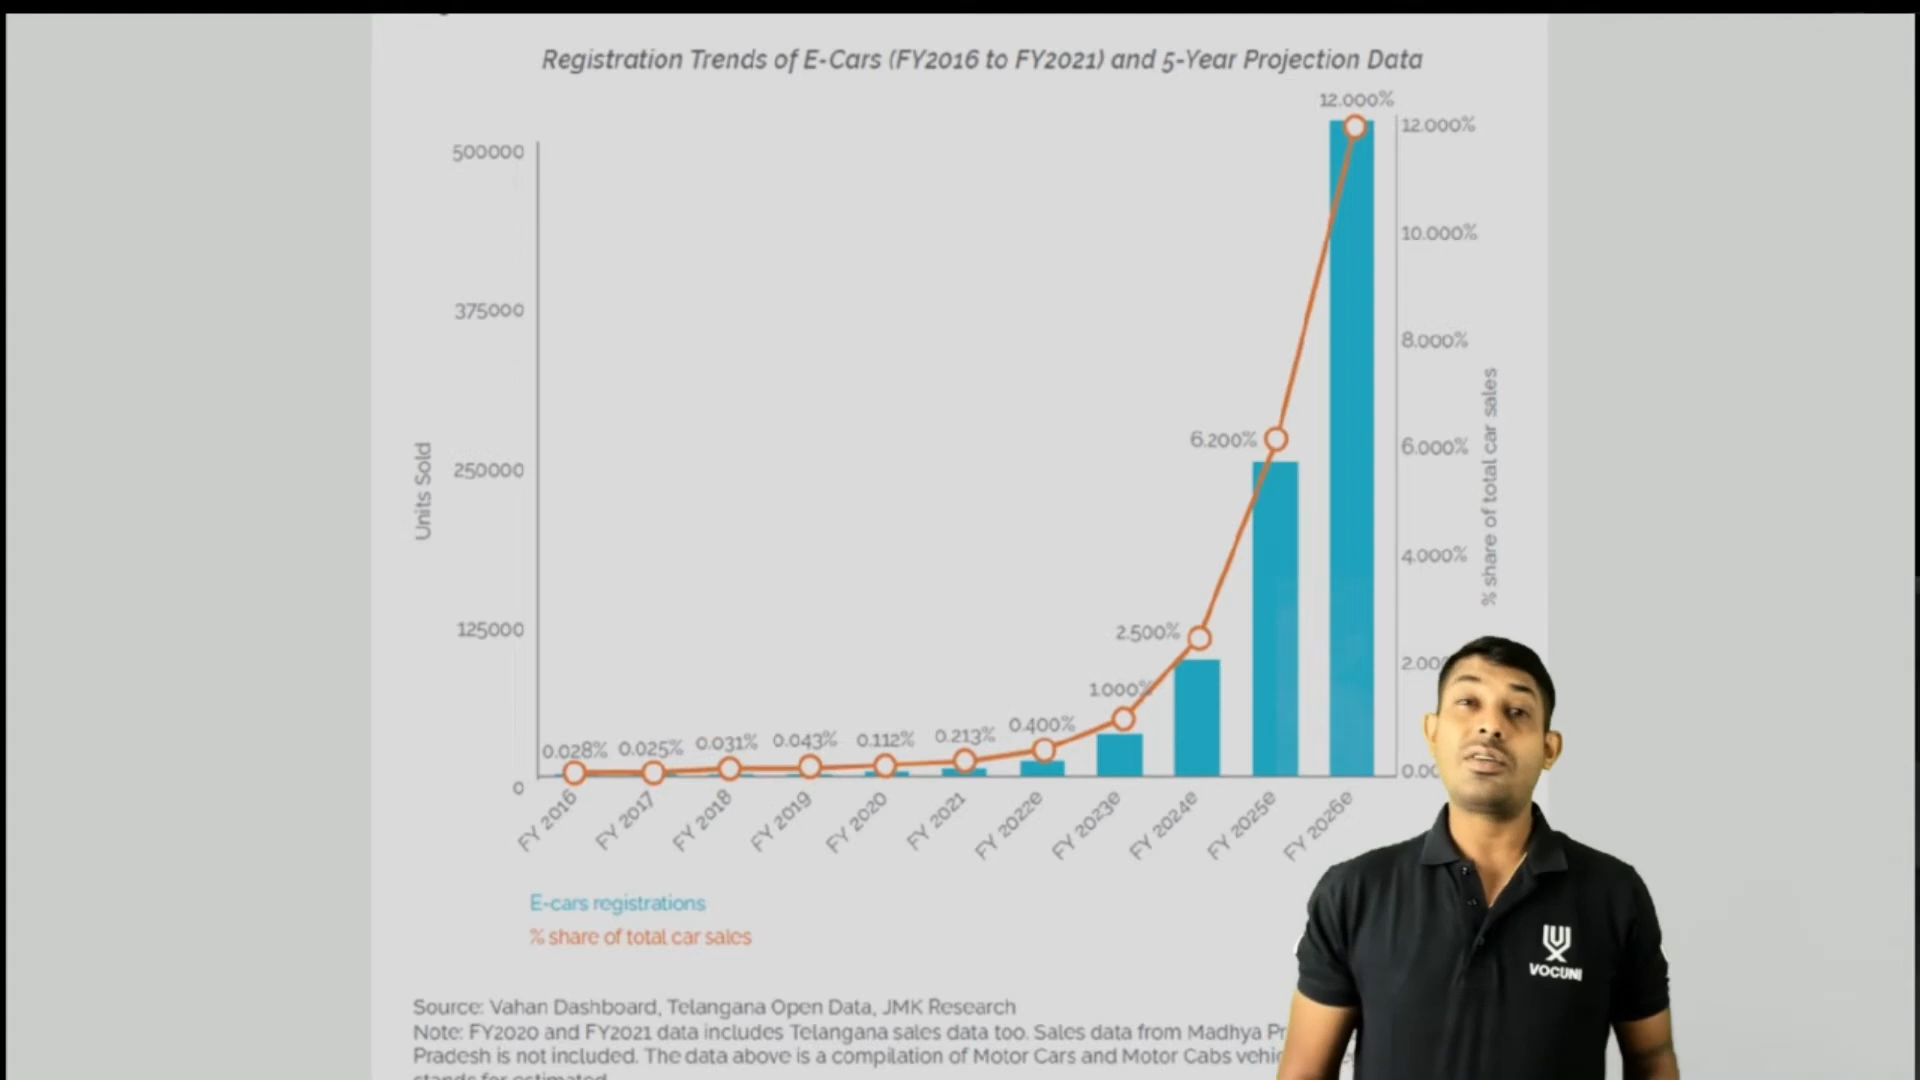 Registration Trends of E-Cars (FY2016 to FY2021) and 5-Year Projection Data
12.000%
500000
375000
250000
125000
0
Units Sold
12.000%
10.000%
8.000%
6.000%
4.000%
% share of total car sales
6.200%
2.500%
1.000%
0.400%
0.028% 0.025% 0.031% 0.043% 0.112% 0.213%
FY 2016 FY 2017 FY 2018 FY 2019 FY 2020 FY 2021 FY 2022e FY 2023e FY 2024e FY 2025e FY 2026e
E-cars registrations
% share of total car sales
Source: Vahan Dashboard, Telangana Open Data, JMK Research
Note: FY2020 and FY2021 data includes Telangana sales data too. Sales data from Madhya
Pradesh is not included. The data above is a compilation of Motor Cars and Motor Cabs
stands for estimated
VOCUNI